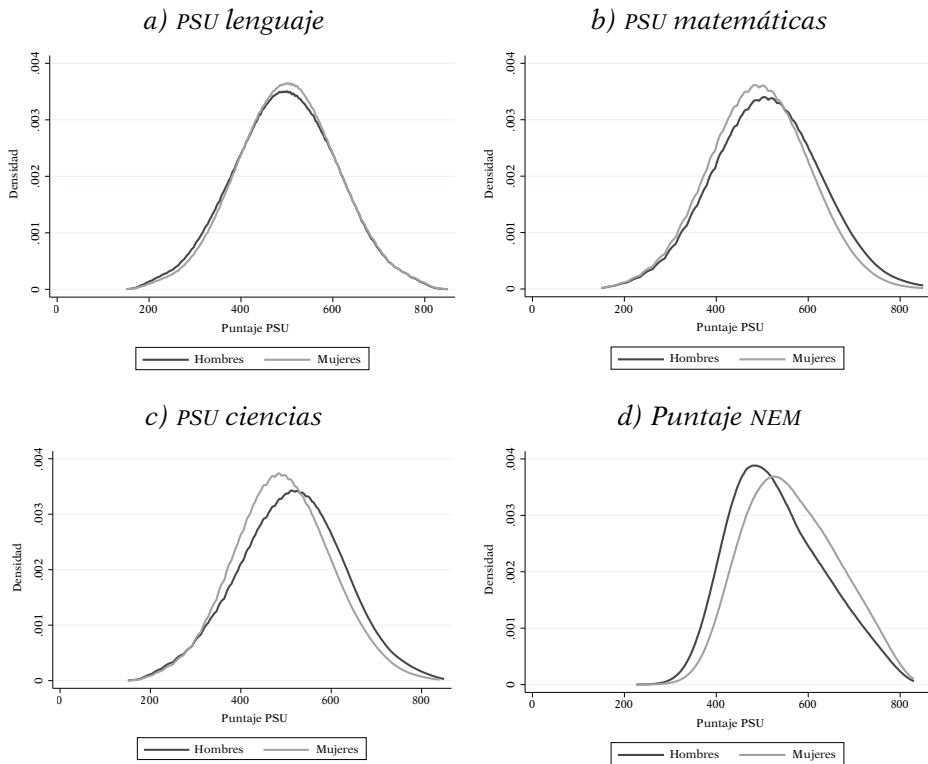 a) PSU lenguaje
Densidad
0 .001 .002 .003 .004
0 200 400 600 800
Puntaje PSU
Hombres Mujeres
b) PSU matemáticas
Densidad
0 .001 .002 .003 .004
0 200 400 600 800
Puntaje PSU
Hombres Mujeres
c) PSU ciencias
Densidad
0 .001 .002 .003 .004
0 200 400 600 800
Puntaje PSU
Hombres Mujeres
d) Puntaje NEM
Densidad
0 .001 .002 .003 .004
0 200 400 600 800
Puntaje PSU
Hombres Mujeres